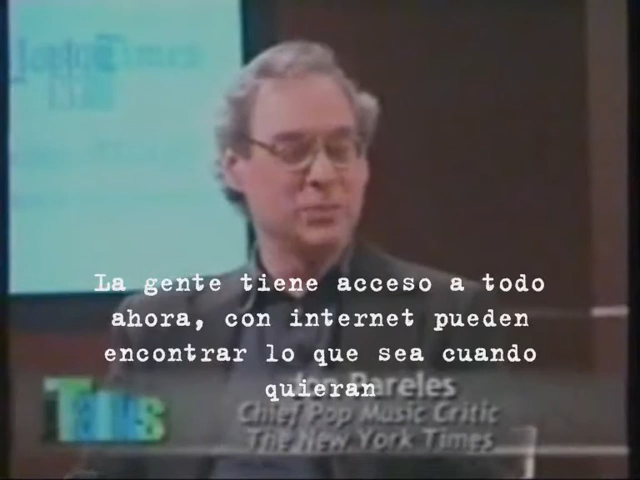 La gente tiene acceso a todo
ahora, con internet pueden
encontrar lo que sea cuando
quieran
Pareles
Chief Pop Music Critic
The New York Times
Times